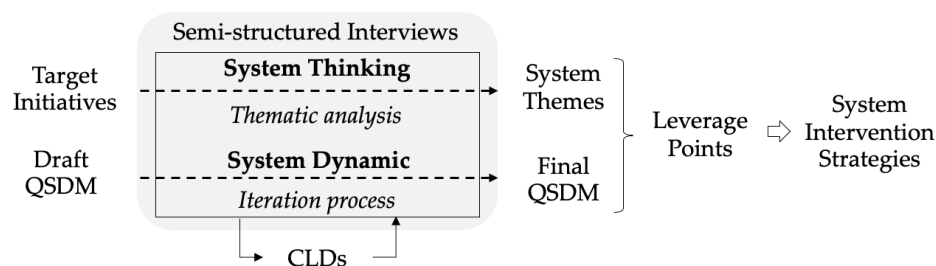 Semi-structured Interviews
Target
Initiatives
System Thinking
Thematic analysis
System
Themes
Draft
QSDM
System Dynamic
Iteration process
Final
QSDM
CLDs
Leverage
Points
System
Intervention
Strategies